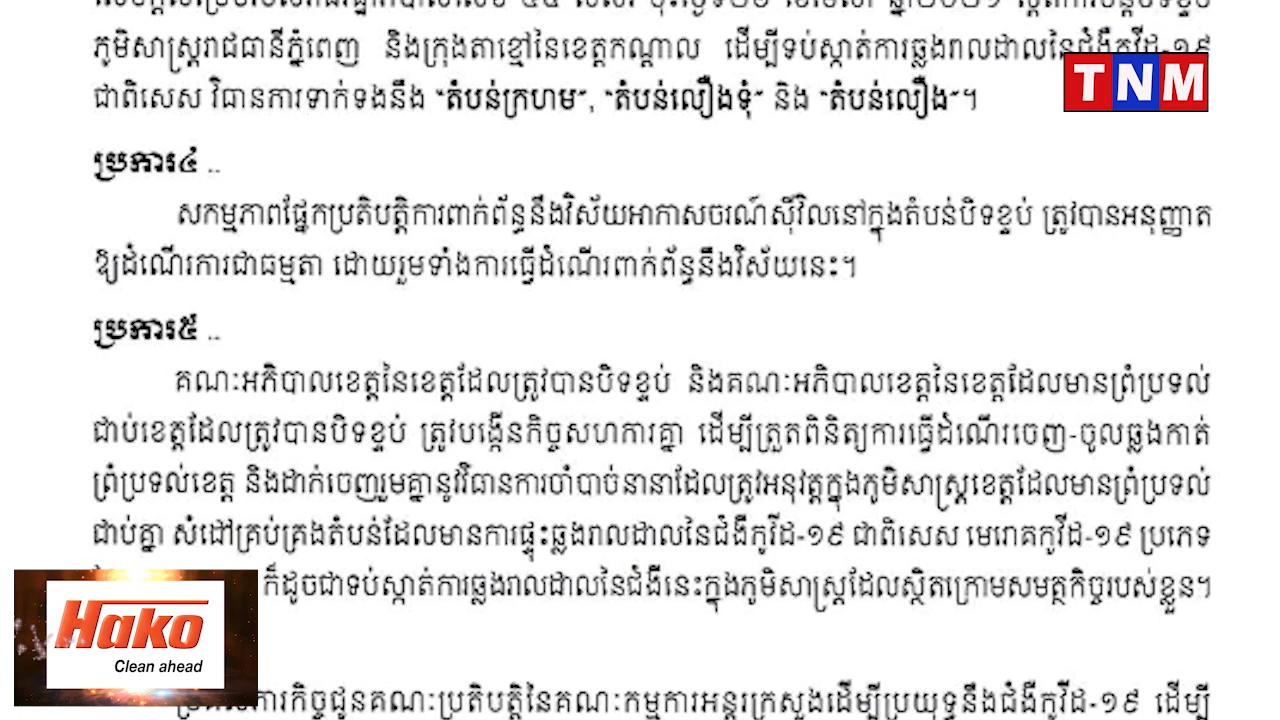 ភូមិសាស្ត្ររាជធានីភ្នំពេញ និងក្រុងតាខ្មៅនៃខេត្តកណ្តាល ដើម្បីទប់ស្កាត់ការឆ្លងរាលដាលនៃជំងឺកូវីដ-១៩
TNM
ជាពិសេស វិធានការទាក់ទងនឹង “តំបន់ក្រហម”, “តំបន់លឿងទុំ” និង “តំបន់លឿង”។
ប្រការ៤ ..
សកម្មភាពផ្នែកប្រតិបត្តិការពាក់ព័ន្ធនឹងវិស័យអាកាសចរណ៍ស៊ីវិលនៅក្នុងតំបន់បិទខ្ទប់ ត្រូវបានអនុញ្ញាត
ឱ្យដំណើរការជាធម្មតា ដោយរួមទាំងការធ្វើដំណើរពាក់ព័ន្ធនឹងវិស័យនេះ។
ប្រការ៥ ..
គណៈអភិបាលខេត្តនៃខេត្តដែលត្រូវបានបិទខ្ទប់ និងគណៈអភិបាលខេត្តនៃខេត្តដែលមានព្រំប្រទល់
ជាប់ខេត្តដែលត្រូវបានបិទខ្ទប់ ត្រូវបង្កើនកិច្ចសហការគ្នា ដើម្បីត្រួតពិនិត្យការធ្វើដំណើរចេញ-ចូលឆ្លងកាត់
ព្រំប្រទល់ខេត្ត និងដាក់ចេញរួមគ្នានូវវិធានការចាំបាច់នានាដែលត្រូវអនុវត្តក្នុងភូមិសាស្ត្រខេត្តដែលមានព្រំប្រទល់
ជាប់គ្នា សំដៅគ្រប់គ្រងតំបន់ដែលមានការផ្ទុះឆ្លងរាលដាលនៃជំងឺកូវីដ-១៩ ជាពិសេស មេរោគកូវីដ-១៩ ប្រភេទ
ក៏ដូចជាទប់ស្កាត់ការឆ្លងរាលដាលនៃជំងឺនេះក្នុងភូមិសាស្ត្រដែលស្ថិតក្រោមសមត្ថកិច្ចរបស់ខ្លួន។
Hako
Clean ahead
ការកិច្ចជូនគណៈប្រតិបត្តិនៃគណៈកម្មការអន្តរក្រសួងដើម្បីប្រយុទ្ធនឹងជំងឺកូវីដ-១៩ ដើម្បី